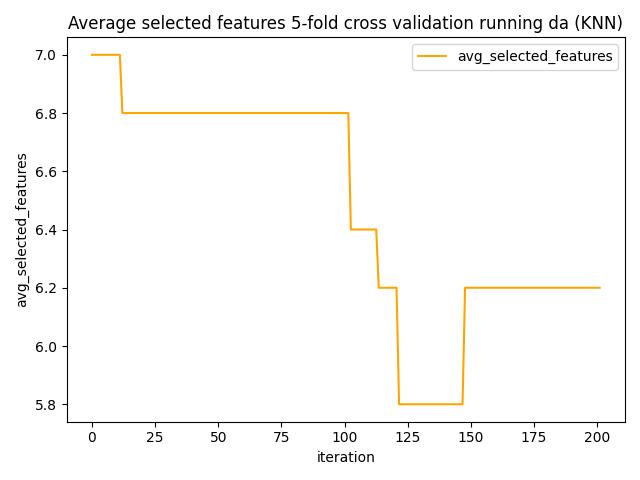 Average selected features 5-fold cross validation running da (KNN)
avg_selected_features
7.0
6.8
6.6
6.4
6.2
6.0
5.8
avg_selected_features
0 25 50 75 100 125 150 175 200
iteration